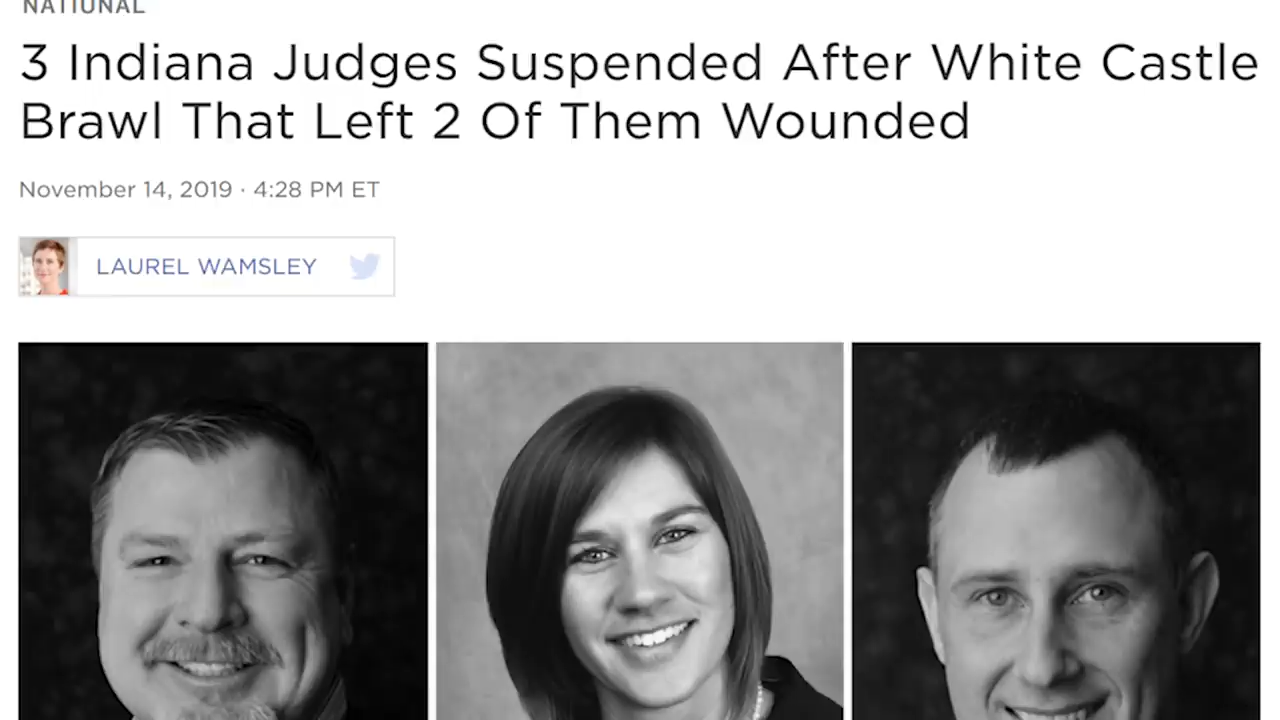 NATIONAL
3 Indiana Judges Suspended After White Castle
Brawl That Left 2 Of Them Wounded
November 14, 2019 · 4:28 PM ET
LAUREL WAMSLEY